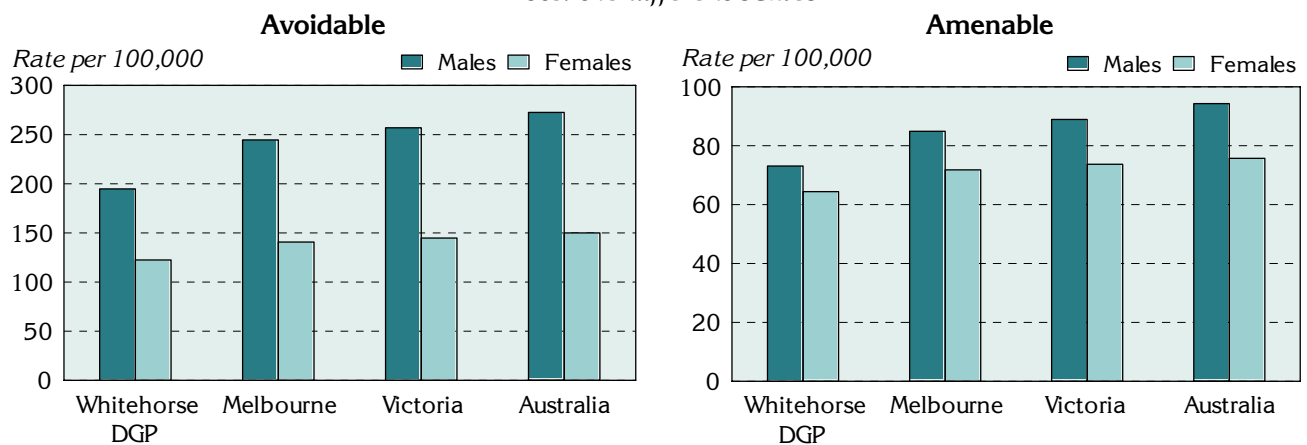 Avoidable
Rate per 100,000
Males
Females
300
250
200
150
100
50
0
Whitehorse DGP
Melbourne
Victoria
Australia
Amenable
Rate per 100,000
Males
Females
100
80
60
40
20
0
Whitehorse DGP
Melbourne
Victoria
Australia